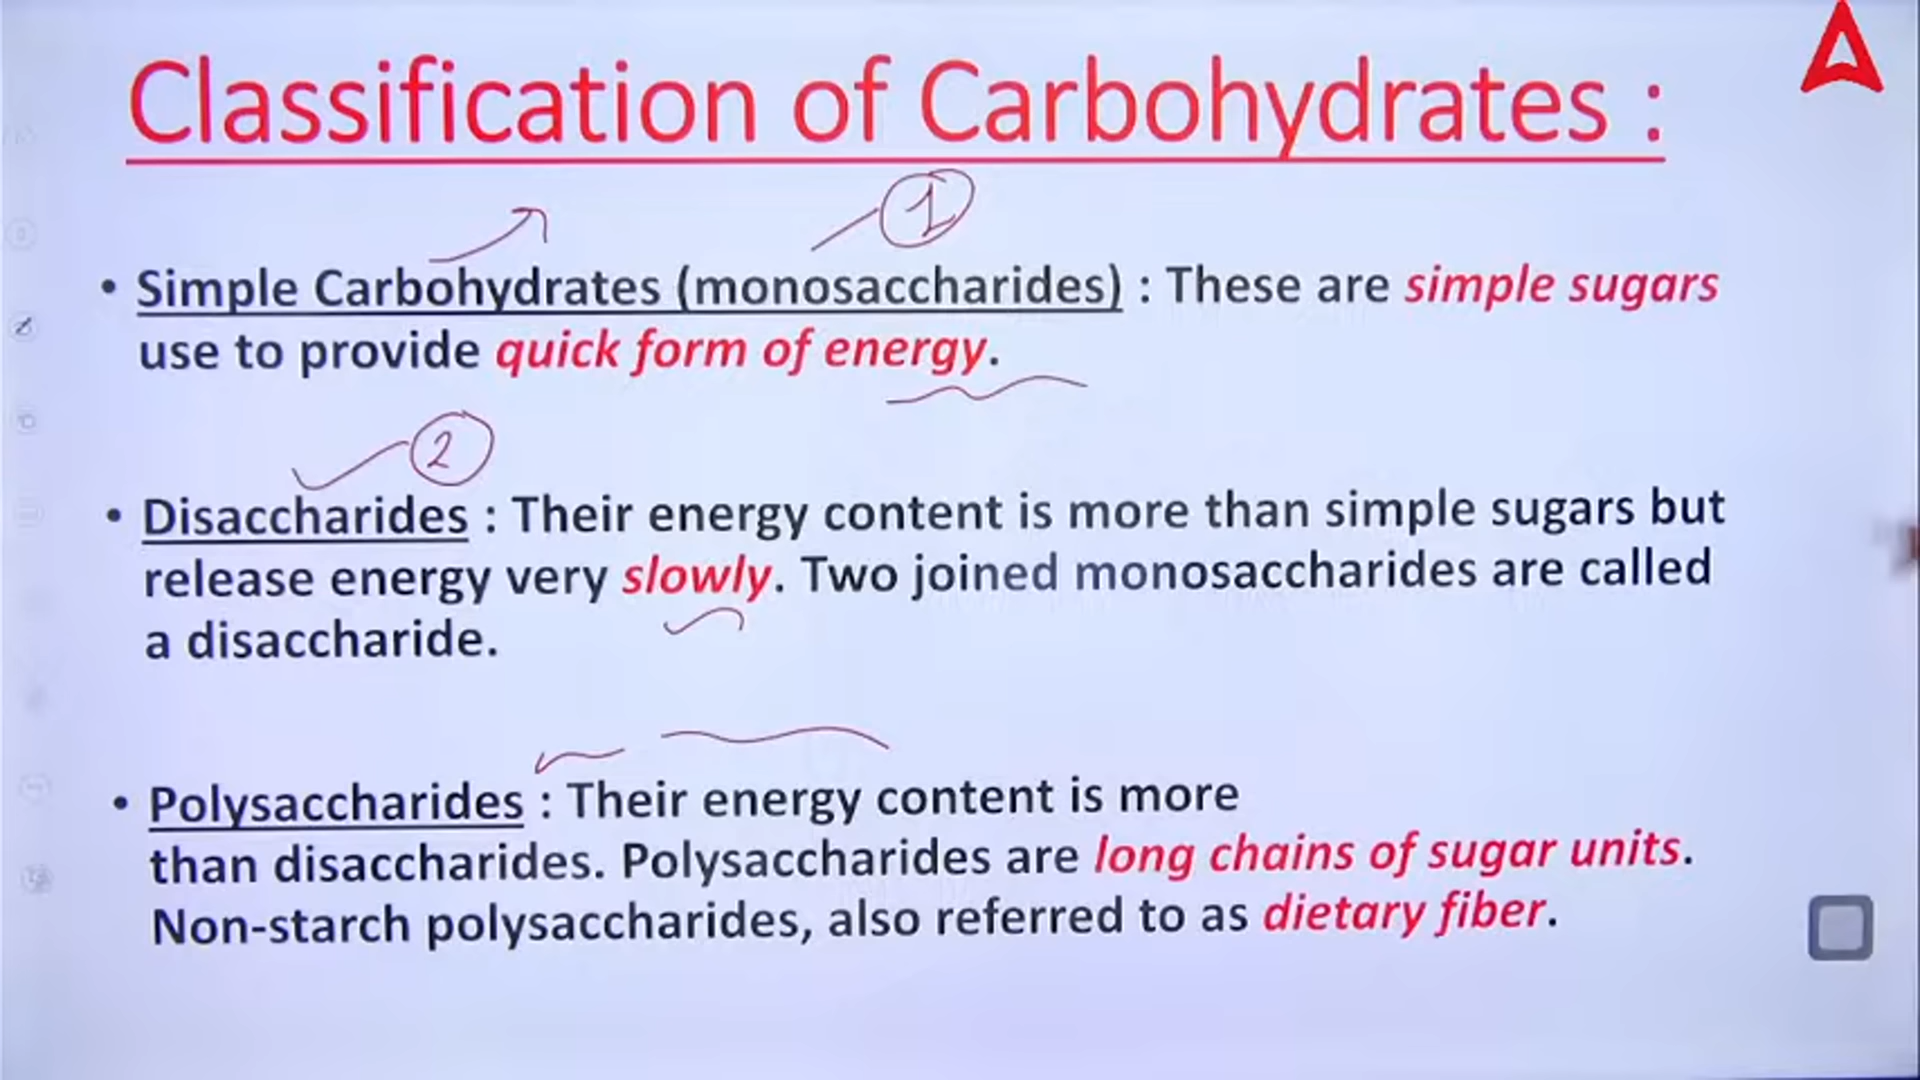 Classification of Carbohydrates :
1
• Simple Carbohydrates (monosaccharides) : These are simple sugars
use to provide quick form of energy.
2
• Disaccharides : Their energy content is more than simple sugars but
release energy very slowly. Two joined monosaccharides are called
a disaccharide.
• Polysaccharides : Their energy content is more
than disaccharides. Polysaccharides are long chains of sugar units.
Non-starch polysaccharides, also referred to as dietary fiber.